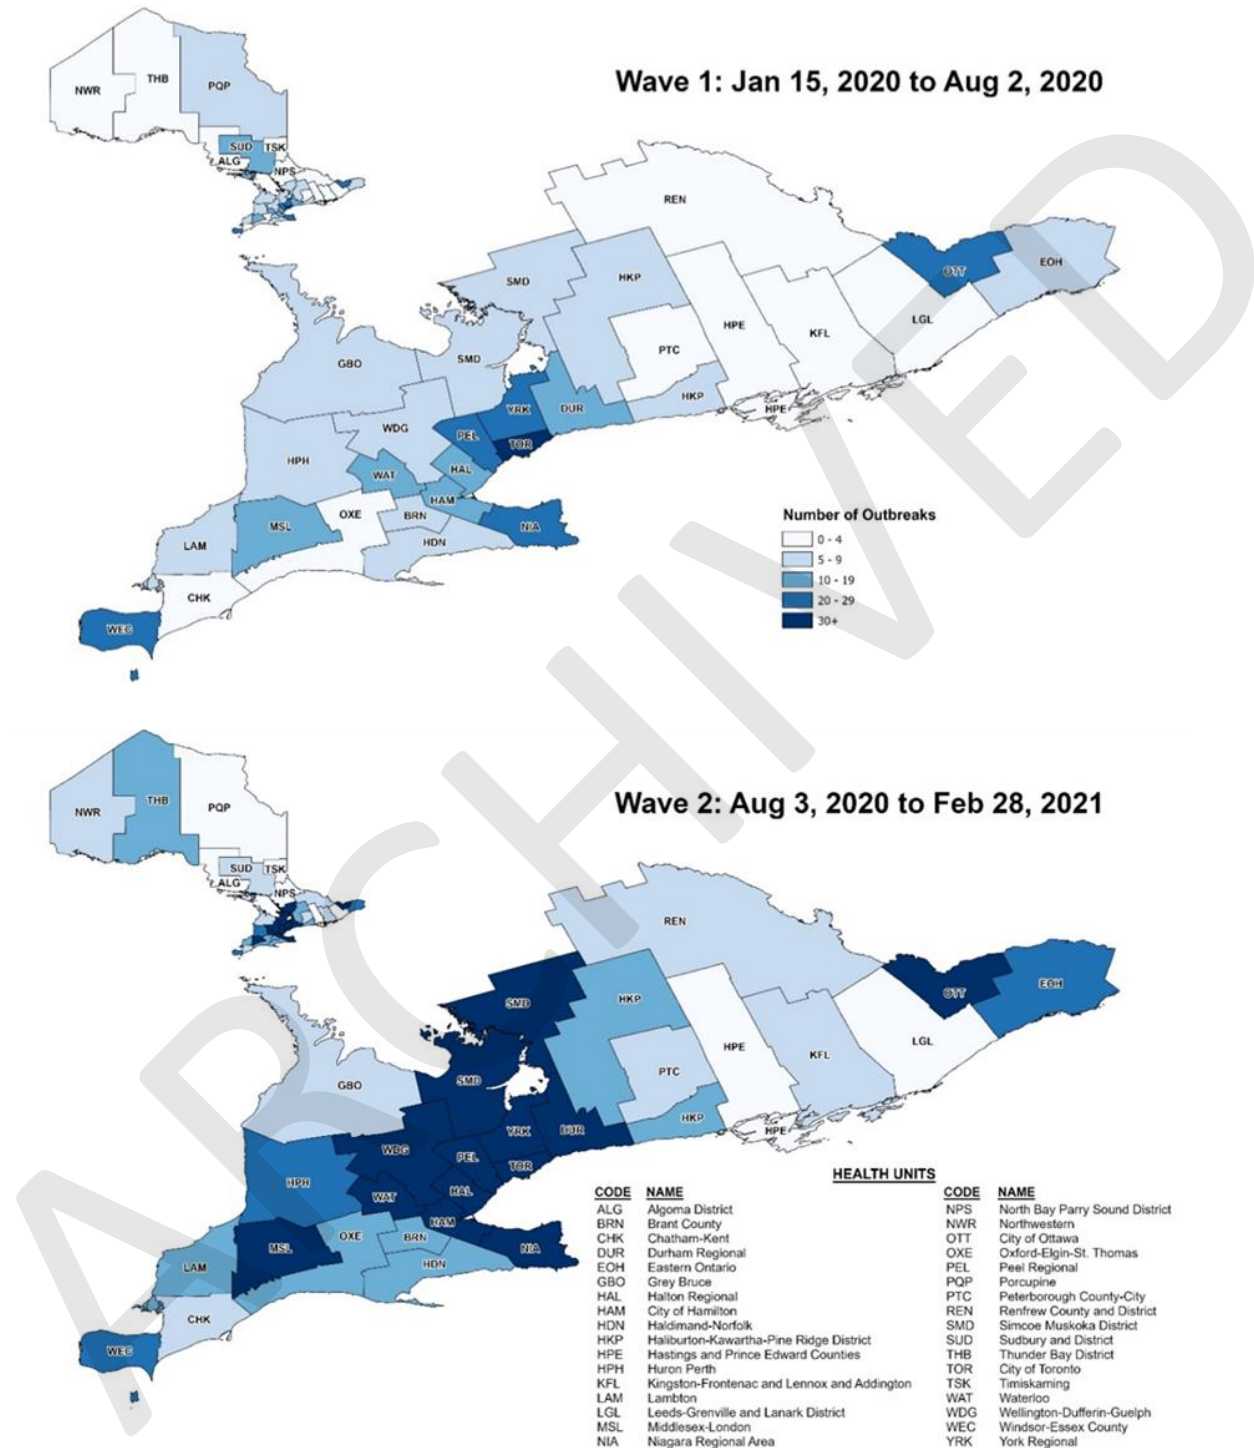 Wave 1: Jan 15, 2020 to Aug 2, 2020
NWR
THB
PQP
SUD
TSK
ALG
NPS
REN
OTT
EOH
SMD
HKP
LGL
HPE
KFL
PTC
GBO
SMD
HKP
HPE
YRK
DUR
WDG
PEL
TOR
HPH
WAT
HAL
HAM
OXE
BRN
MSL
NIA
HDN
LAM
CHK
WEC
Number of Outbreaks
0 - 4
5 - 9
10 - 19
20 - 29
30+
ARCHIVED
Wave 2: Aug 3, 2020 to Feb 28, 2021
NWR
THB
PQP
SUD
TSK
ALG
NPS
REN
OTT
EOH
SMD
HKP
LGL
HPE
KFL
PTC
GBO
SMD
HKP
HPE
YRK
DUR
WDG
PEL
TOR
HPH
WAT
HAL
HAM
OXE
BRN
MSL
NIA
HDN
LAM
CHK
WEC
HEALTH UNITS
CODE NAME
ALG Algoma District
BRN Brant County
CHK Chatham-Kent
DUR Durham Regional
EOH Eastern Ontario
GBO Grey Bruce
HAL Halton Regional
HAM City of Hamilton
HDN Haldimand-Norfolk
HKP Haliburton-Kawartha-Pine Ridge District
HPE Hastings and Prince Edward Counties
HPH Huron Perth
KFL Kingston-Frontenac and Lennox and Addington
LAM Lambton
LGL Leeds-Grenville and Lanark District
MSL Middlesex-London
NIA Niagara Regional Area
CODE NAME
NPS North Bay Parry Sound District
NWR Northwestern
OTT City of Ottawa
OXE Oxford-Elgin-St. Thomas
PEL Peel Regional
PQP Porcupine
PTC Peterborough County-City
REN Renfrew County and District
SMD Simcoe Muskoka District
SUD Sudbury and District
THB Thunder Bay District
TOR City of Toronto
TSK Timiskaming
WAT Waterloo
WDG Wellington-Dufferin-Guelph
WEC Windsor-Essex County
YRK York Regional